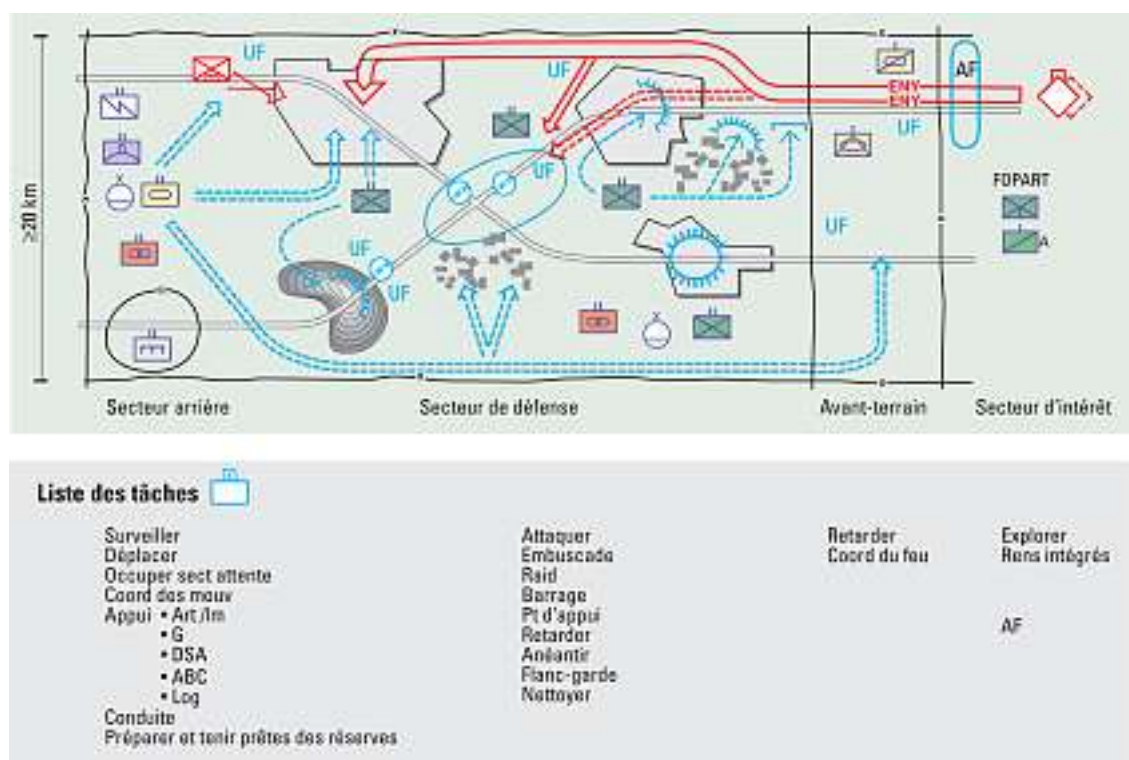 UF
UF
AF
ENY
ENY
UF
≥20 km
FDPART
UF
UF
UF
UF
A
Secteur arrière
Secteur de défense
Avant-terrain
Secteur d'intérêt
Liste des tâches
Surveiller
Déplacer
Occuper sect attente
Coord des mouv
Appui • Art/lm
• G
• DSA
• ABC
• Log
Conduite
Préparer et tenir prêtes des réserves
Attaquer
Embuscade
Raid
Barrage
Pt d'appui
Retarder
Anéantir
Flanc-garde
Nettoyer
Retarder
Coord du feu
Explorer
Rens intégrés
AF